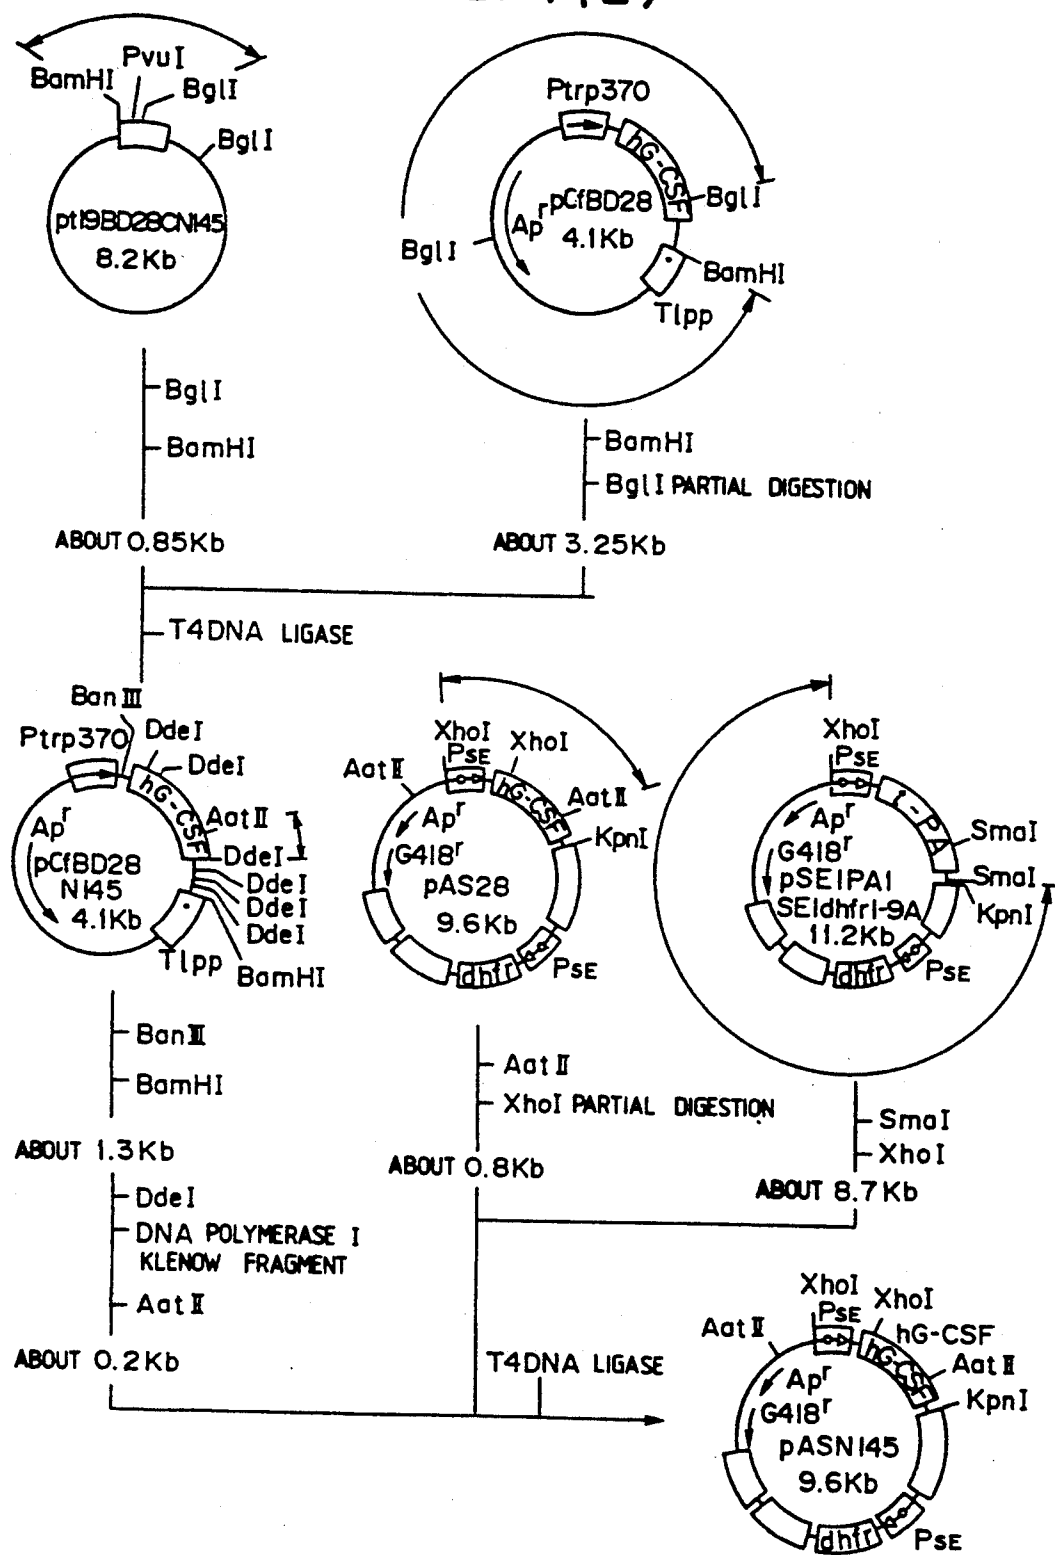 PvuI
BamHI
BglI
BglI
pt19BD28CN145
8.2Kb
Ptrp370
hG-CSF
BglI
pCfBD28
Apr
4.1Kb
BglI
BamHI
Tlpp
BglI
BamHI
ABOUT 0.85Kb
BamHI
BglI PARTIAL DIGESTION
ABOUT 3.25Kb
T4DNA LIGASE
BanIII
Ptrp370
DdeI
DdeI
hG-CSF
AatII
Apr
DdeI
pCfBD28
N145
4.1Kb
DdeI
DdeI
DdeI
Tlpp
BamHI
XhoI
PSE
XhoI
AatII
hG-CSF
AatII
KpnI
Apr
G418r
pAS28
9.6Kb
dhfr
PSE
XhoI
PSE
t-PA
SmaI
Apr
G418r
SmaI
pSE1PA1
SE1dhfr1-9A
KpnI
11.2Kb
dhfr
PSE
BanIII
BamHI
ABOUT 1.3Kb
DdeI
DNA POLYMERASE I
KLENOW FRAGMENT
AatII
ABOUT 0.2Kb
AatII
XhoI PARTIAL DIGESTION
ABOUT 0.8Kb
SmaI
XhoI
ABOUT 8.7Kb
T4DNA LIGASE
XhoI
PSE
XhoI
hG-CSF
AatII
hG-CSF
AatII
KpnI
Apr
G418r
pASN145
9.6Kb
dhfr
PSE